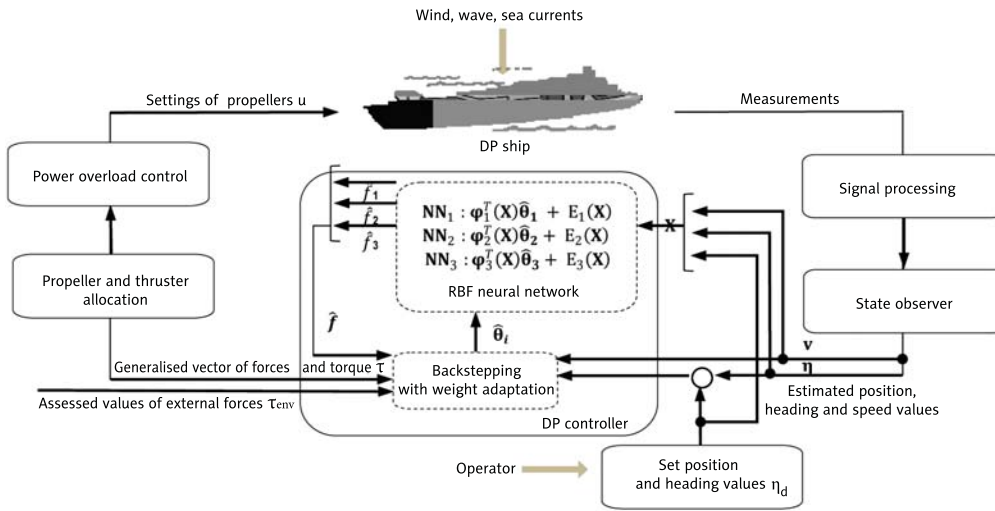 Wind, wave, sea currents
Settings of propellers u
Measurements
DP ship
Power overload control
Signal processing
f̂₁
f̂₂
f̂₃
NN₁ : φ₁ᵀ(X)θ̂₁ + E₁(X)
NN₂ : φ₂ᵀ(X)θ̂₂ + E₂(X)
NN₃ : φ₃ᵀ(X)θ̂₃ + E₃(X)
RBF neural network
X
Propeller and thruster
allocation
State observer
f̂
θ̂ᵢ
v
η
Generalised vector of forces and torque τ
Backstepping
with weight adaptation
Estimated position,
heading and speed values
Assessed values of external forces τenv
DP controller
Operator
Set position
and heading values ηd